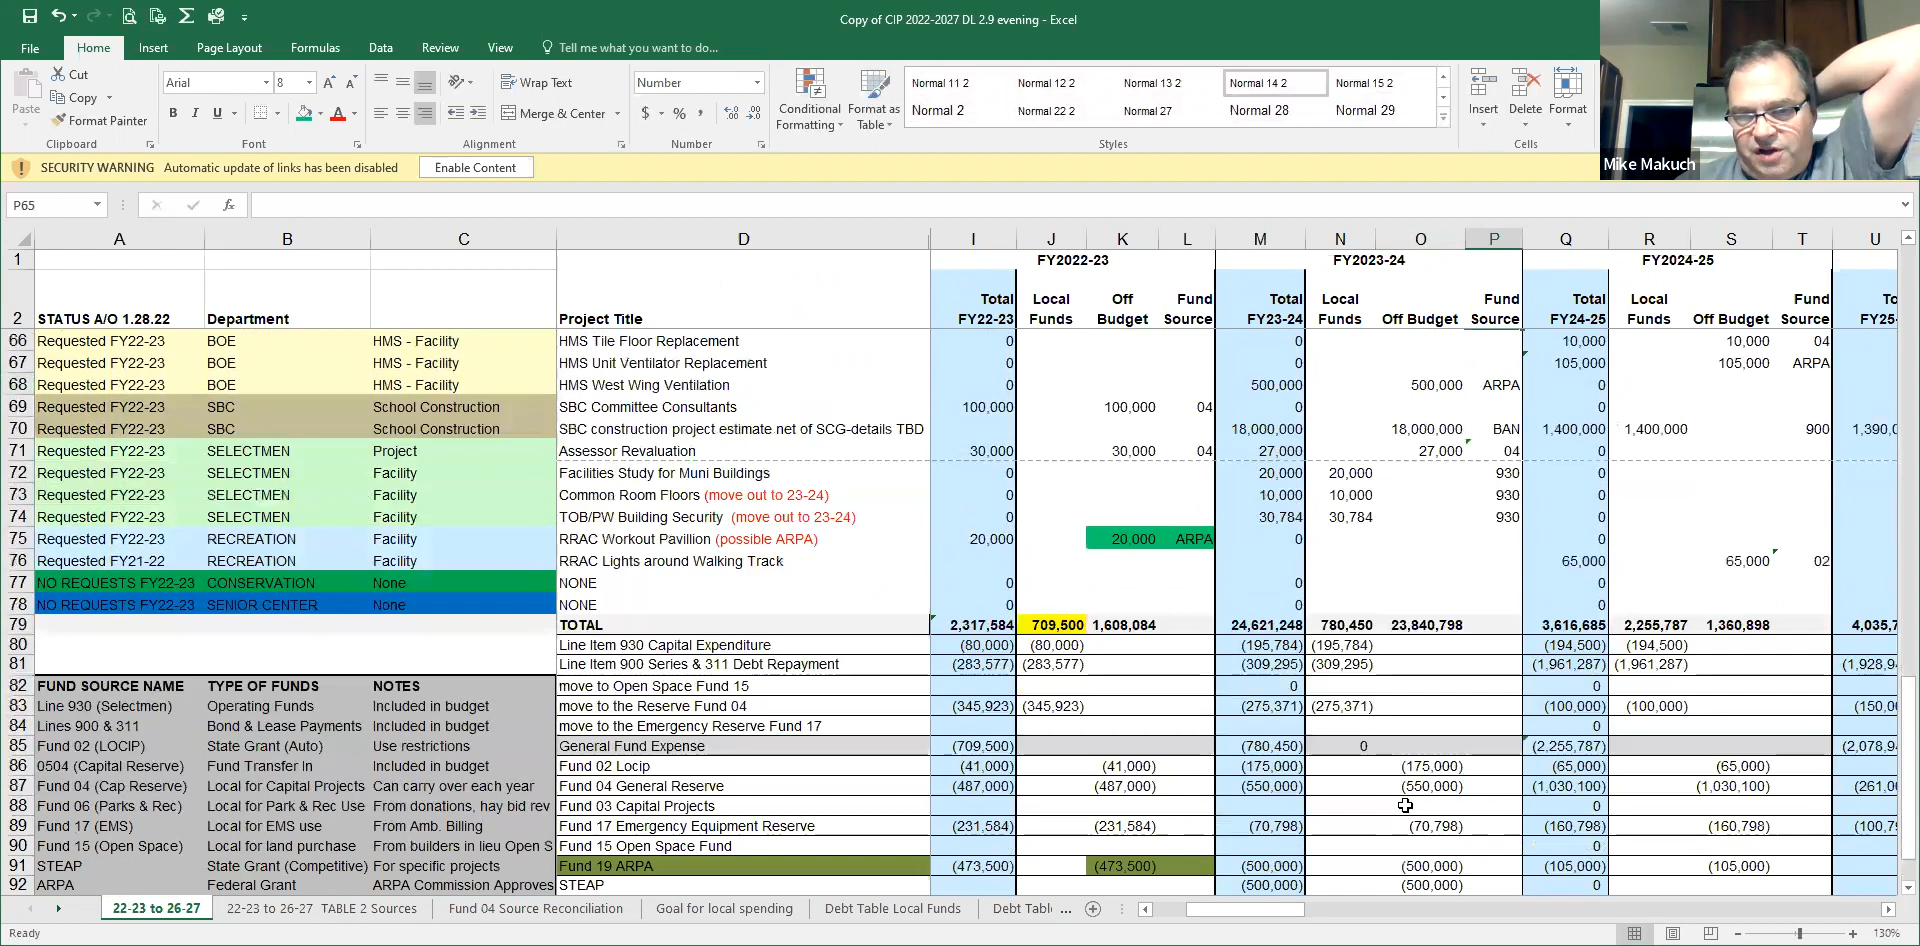 Copy of CIP 2022-2027 DL 2.9 evening - Excel
File Home Insert Page Layout Formulas Data Review View Tell me what you want to do...
Paste Cut Copy Format Painter Clipboard
Arial 8 B I U Font
Wrap Text Merge & Center Alignment
Number $ % , Number
Conditional Formatting Format as Table
Normal 11 2 Normal 12 2 Normal 13 2 Normal 14 2 Normal 15 2
Normal 2 Normal 22 2 Normal 27 Normal 28 Normal 29
Styles
Insert Delete Format Cells
Mike Makuch
SECURITY WARNING Automatic update of links has been disabled Enable Content
P65 fx
A B C D I J K L M N O P Q R S T U
1 FY2022-23 FY2023-24 FY2024-25
Total Local Off Fund Total Local Fund Total Local Fund To
2 STATUS A/O 1.28.22 Department Project Title FY22-23 Funds Budget Source FY23-24 Funds Off Budget Source FY24-25 Funds Off Budget Source FY25-
66 Requested FY22-23 BOE HMS - Facility HMS Tile Floor Replacement 0 0 10,000 10,000 04
67 Requested FY22-23 BOE HMS - Facility HMS Unit Ventilator Replacement 0 0 105,000 105,000 ARPA
68 Requested FY22-23 BOE HMS - Facility HMS West Wing Ventilation 0 500,000 500,000 ARPA 0
69 Requested FY22-23 SBC School Construction SBC Committee Consultants 100,000 100,000 04 0 0
70 Requested FY22-23 SBC School Construction SBC construction project estimate net of SCG-details TBD 0 18,000,000 18,000,000 BAN 1,400,000 1,400,000 900 1,390,0
71 Requested FY22-23 SELECTMEN Project Assessor Revaluation 30,000 30,000 04 27,000 27,000 04 0
72 Requested FY22-23 SELECTMEN Facility Facilities Study for Muni Buildings 0 20,000 20,000 930 0
73 Requested FY22-23 SELECTMEN Facility Common Room Floors (move out to 23-24) 0 10,000 10,000 930 0
74 Requested FY22-23 SELECTMEN Facility TOB/PW Building Security (move out to 23-24) 0 30,784 30,784 930 0
75 Requested FY22-23 RECREATION Facility RRAC Workout Pavillion (possible ARPA) 20,000 20,000 ARPA 0 0
76 Requested FY21-22 RECREATION Facility RRAC Lights around Walking Track 0 0 65,000 65,000 02
77 NO REQUESTS FY22-23 CONSERVATION None NONE 0 0 0
78 NO REQUESTS FY22-23 SENIOR CENTER None NONE 0 0 0
79 TOTAL 2,317,584 709,500 1,608,084 24,621,248 780,450 23,840,798 3,616,685 2,255,787 1,360,898 4,035,7
80 Line Item 930 Capital Expenditure (80,000) (80,000) (195,784) (195,784) (194,500) (194,500)
81 Line Item 900 Series & 311 Debt Repayment (283,577) (283,577) (309,295) (309,295) (1,961,287) (1,961,287) (1,928,9
82 FUND SOURCE NAME TYPE OF FUNDS NOTES move to Open Space Fund 15 0 0
83 Line 930 (Selectmen) Operating Funds Included in budget move to the Reserve Fund 04 (345,923) (345,923) (275,371) (275,371) (100,000) (100,000) (150,00
84 Lines 900 & 311 Bond & Lease Payments Included in budget move to the Emergency Reserve Fund 17 0
85 Fund 02 (LOCIP) State Grant (Auto) Use restrictions General Fund Expense (709,500) (780,450) 0 (2,255,787) (2,078,9
86 0504 (Capital Reserve) Fund Transfer In Included in budget Fund 02 Locip (41,000) (41,000) (175,000) (175,000) (65,000) (65,000)
87 Fund 04 (Cap Reserve) Local for Capital Projects Can carry over each year Fund 04 General Reserve (487,000) (487,000) (550,000) (550,000) (1,030,100) (1,030,100) (261,0
88 Fund 06 (Parks & Rec) Local for Park & Rec Use From donations, hay bid rev Fund 03 Capital Projects 0
89 Fund 17 (EMS) Local for EMS use From Amb. Billing Fund 17 Emergency Equipment Reserve (231,584) (231,584) (70,798) (70,798) (160,798) (160,798) (100,7
90 Fund 15 (Open Space) Local for land purchase From builders in lieu Open S Fund 15 Open Space Fund 0
91 STEAP State Grant (Competitive) For specific projects Fund 19 ARPA (473,500) (473,500) (500,000) (500,000) (105,000) (105,000)
92 ARPA Federal Grant ARPA Commission Approves STEAP (500,000) (500,000) 0
22-23 to 26-27 22-23 to 26-27 TABLE 2 Sources Fund 04 Source Reconciliation Goal for local spending Debt Table Local Funds Debt Tabl ...
Ready 130%